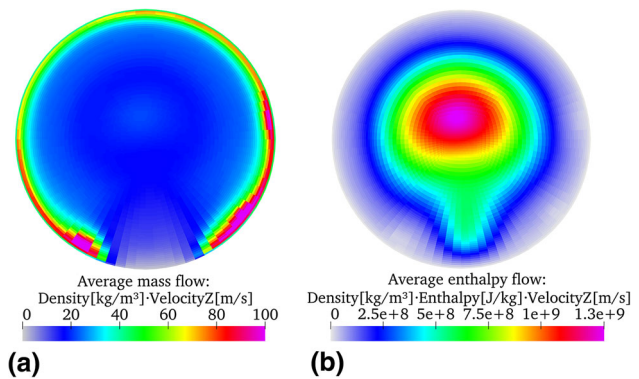 Average mass flow:
Density[kg/m³]·VelocityZ[m/s]
0 20 40 60 80 100
(a)
Average enthalpy flow:
Density[kg/m³]·Enthalpy[J/kg]·VelocityZ[m/s]
0 2.5e+8 5e+8 7.5e+8 1e+9 1.3e+9
(b)